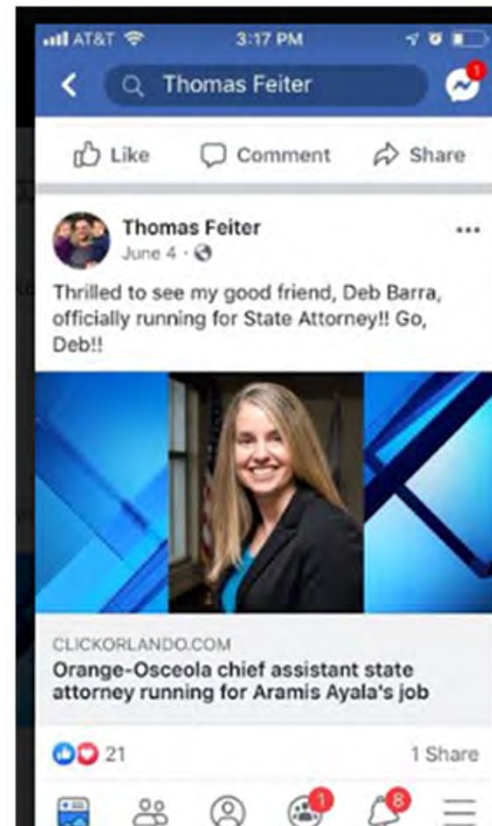 AT&T 3:17 PM
Thomas Feiter
1
Like Comment Share
Thomas Feiter
June 4 ·
Thrilled to see my good friend, Deb Barra,
officially running for State Attorney!! Go,
Deb!!
CLICKORLANDO.COM
Orange-Osceola chief assistant state
attorney running for Aramis Ayala's job
21 1 Share
1 8